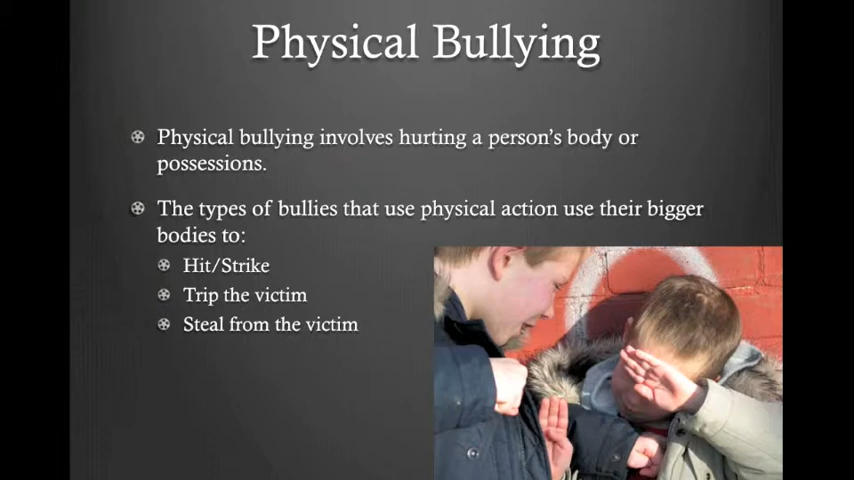 Physical Bullying
Physical bullying involves hurting a person's body or
possessions.
The types of bullies that use physical action use their bigger
bodies to:
Hit/Strike
Trip the victim
Steal from the victim